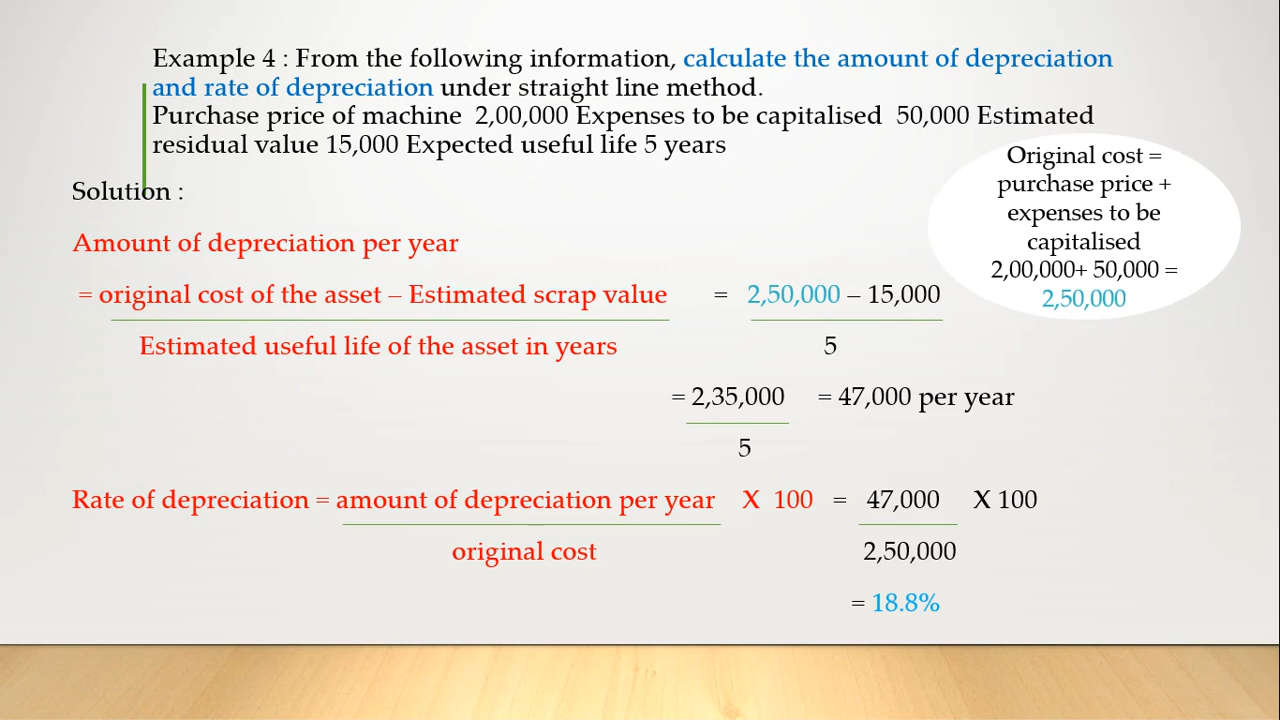 Example 4 : From the following information, calculate the amount of depreciation
and rate of depreciation under straight line method.
Purchase price of machine 2,00,000 Expenses to be capitalised 50,000 Estimated
residual value 15,000 Expected useful life 5 years
Original cost =
purchase price +
expenses to be
capitalised
2,00,000+ 50,000 =
2,50,000
Solution :
Amount of depreciation per year
= original cost of the asset – Estimated scrap value = 2,50,000 – 15,000
Estimated useful life of the asset in years 5
= 2,35,000 = 47,000 per year
5
Rate of depreciation = amount of depreciation per year X 100 = 47,000 X 100
original cost 2,50,000
= 18.8%